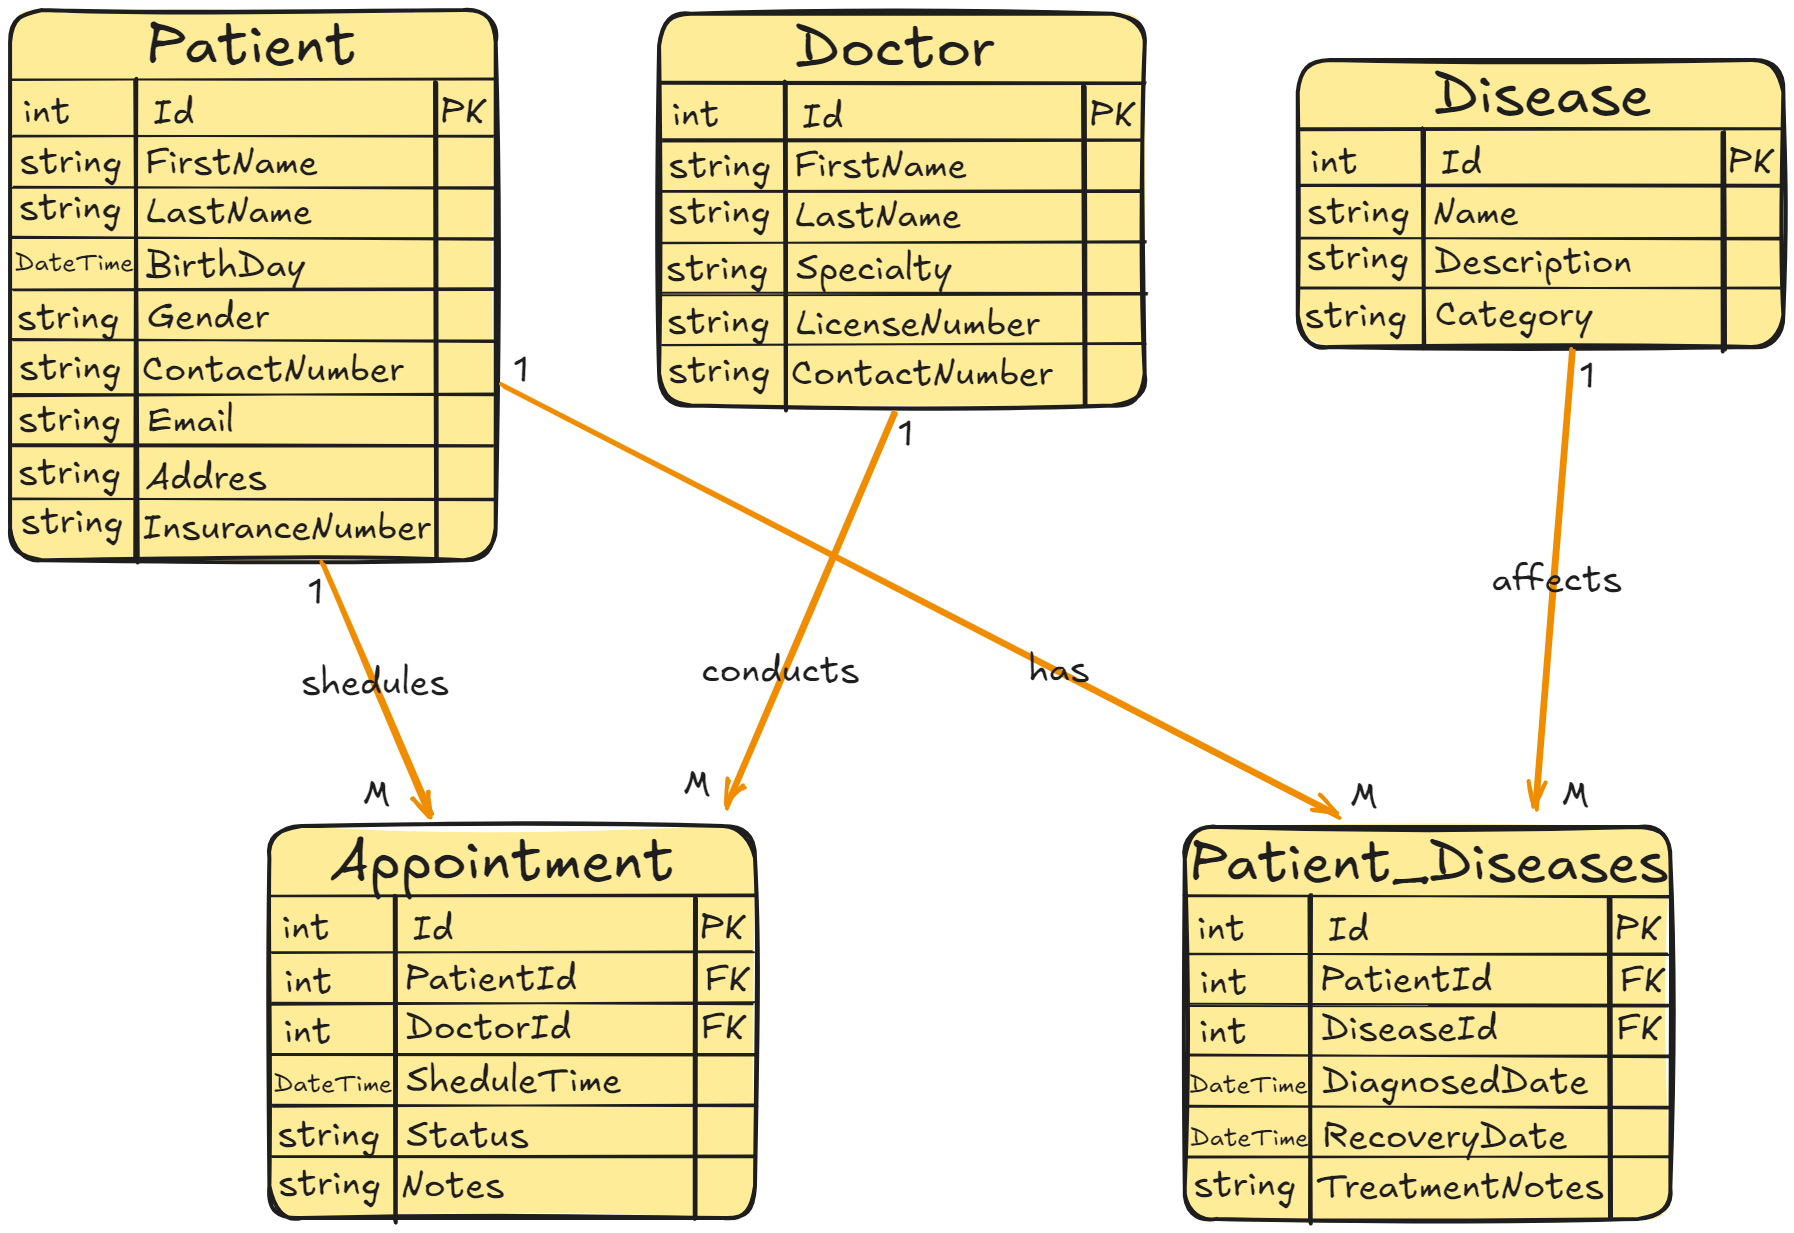 Patient
int Id PK
string FirstName
string LastName
DateTime BirthDay
string Gender
string ContactNumber
string Email
string Addres
string InsuranceNumber
Doctor
int Id PK
string FirstName
string LastName
string Specialty
string LicenseNumber
string ContactNumber
Disease
int Id PK
string Name
string Description
string Category
1
1
1
1
shedules
conducts
has
affects
M
M
M
M
Appointment
int Id PK
int PatientId FK
int DoctorId FK
DateTime SheduleTime
string Status
string Notes
Patient_Diseases
int Id PK
int PatientId FK
int DiseaseId FK
DateTime DiagnosedDate
DateTime RecoveryDate
string TreatmentNotes